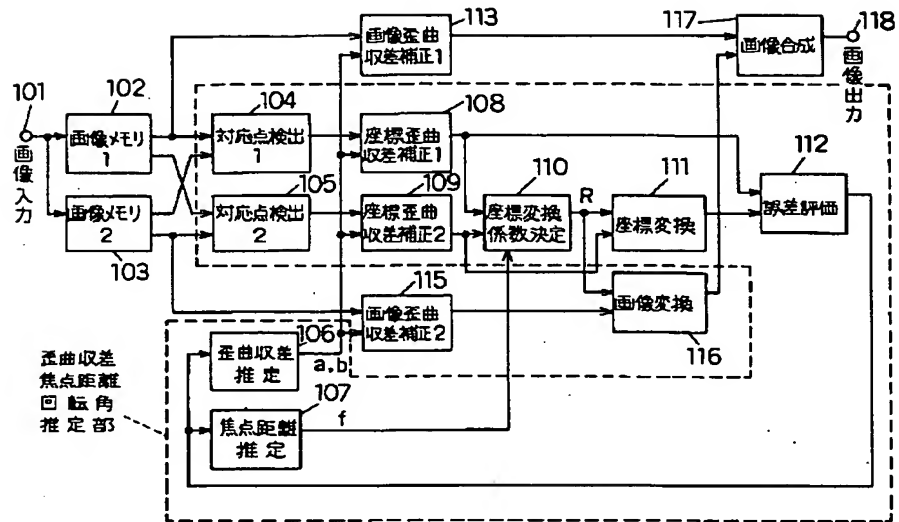 113
画像歪曲
収差補正1
117
画像合成
118
画像出力
101
画像入力
102
画像メモリ
1
104
対応点検出
1
108
座標歪曲
収差補正1
112
誤差評価
105
対応点検出
2
109
座標歪曲
収差補正2
110
座標変換
係数決定
R
111
座標変換
画像メモリ
2
103
115
画像歪曲
収差補正2
画像変換
116
歪曲収差
焦点距離
回転角
推定部
106
歪曲収差
推定
a,b
107
焦点距離
推定
f